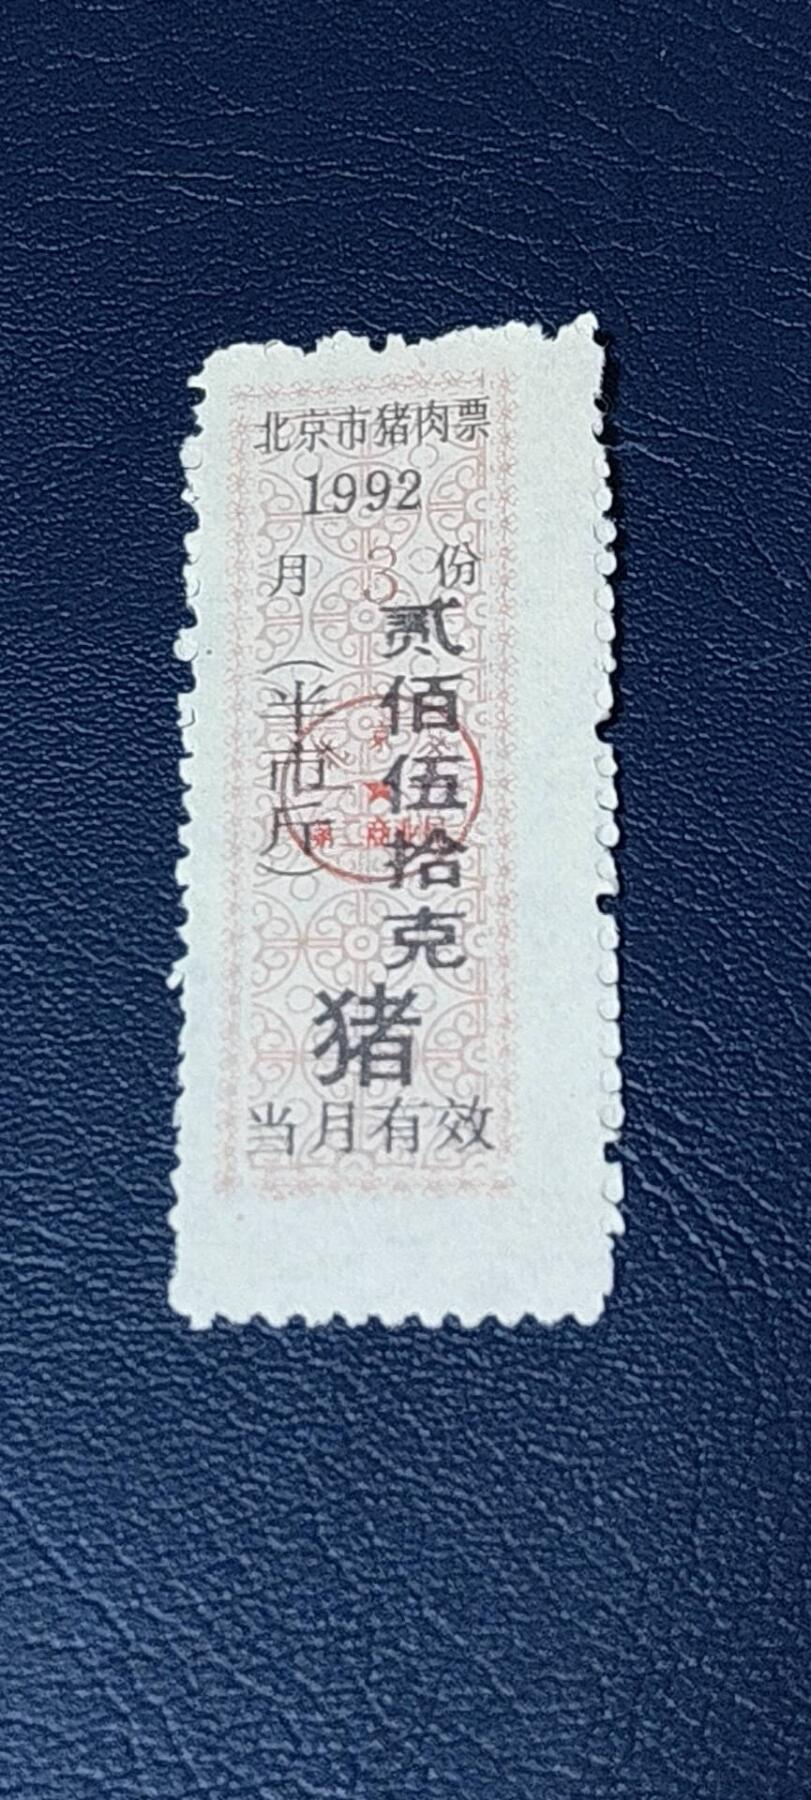 北京市猪肉票
1992
月 3 份
贰佰伍拾克
(半市斤)
猪
当月有效